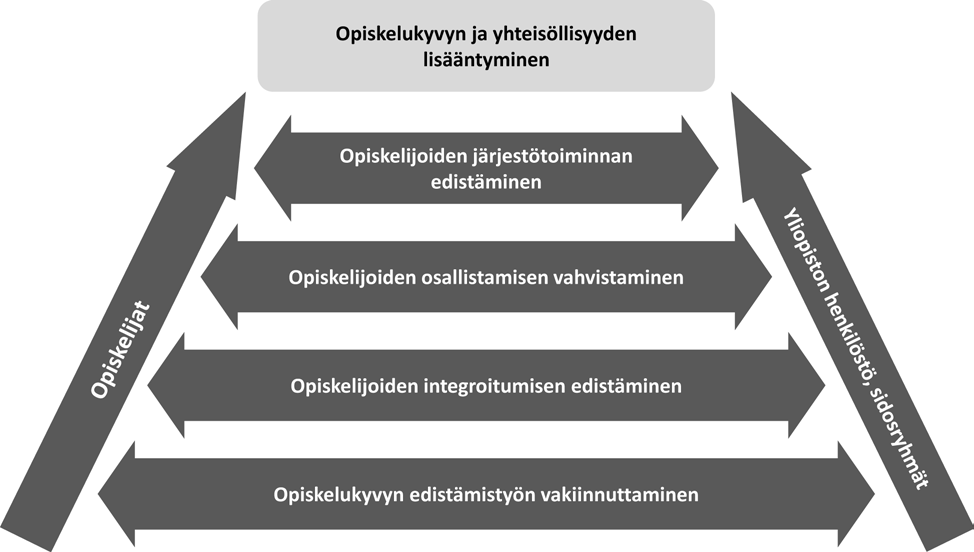 Opiskelukyvyn ja yhteisöllisyyden
lisääntyminen
Opiskelijoiden järjestötoiminnan
edistäminen
Opiskelijoiden osallistamisen vahvistaminen
Opiskelijoiden integroitumisen edistäminen
Opiskelukyvyn edistämistyön vakiinnuttaminen
Opiskelijat
Yliopiston henkilöstö, sidosryhmät